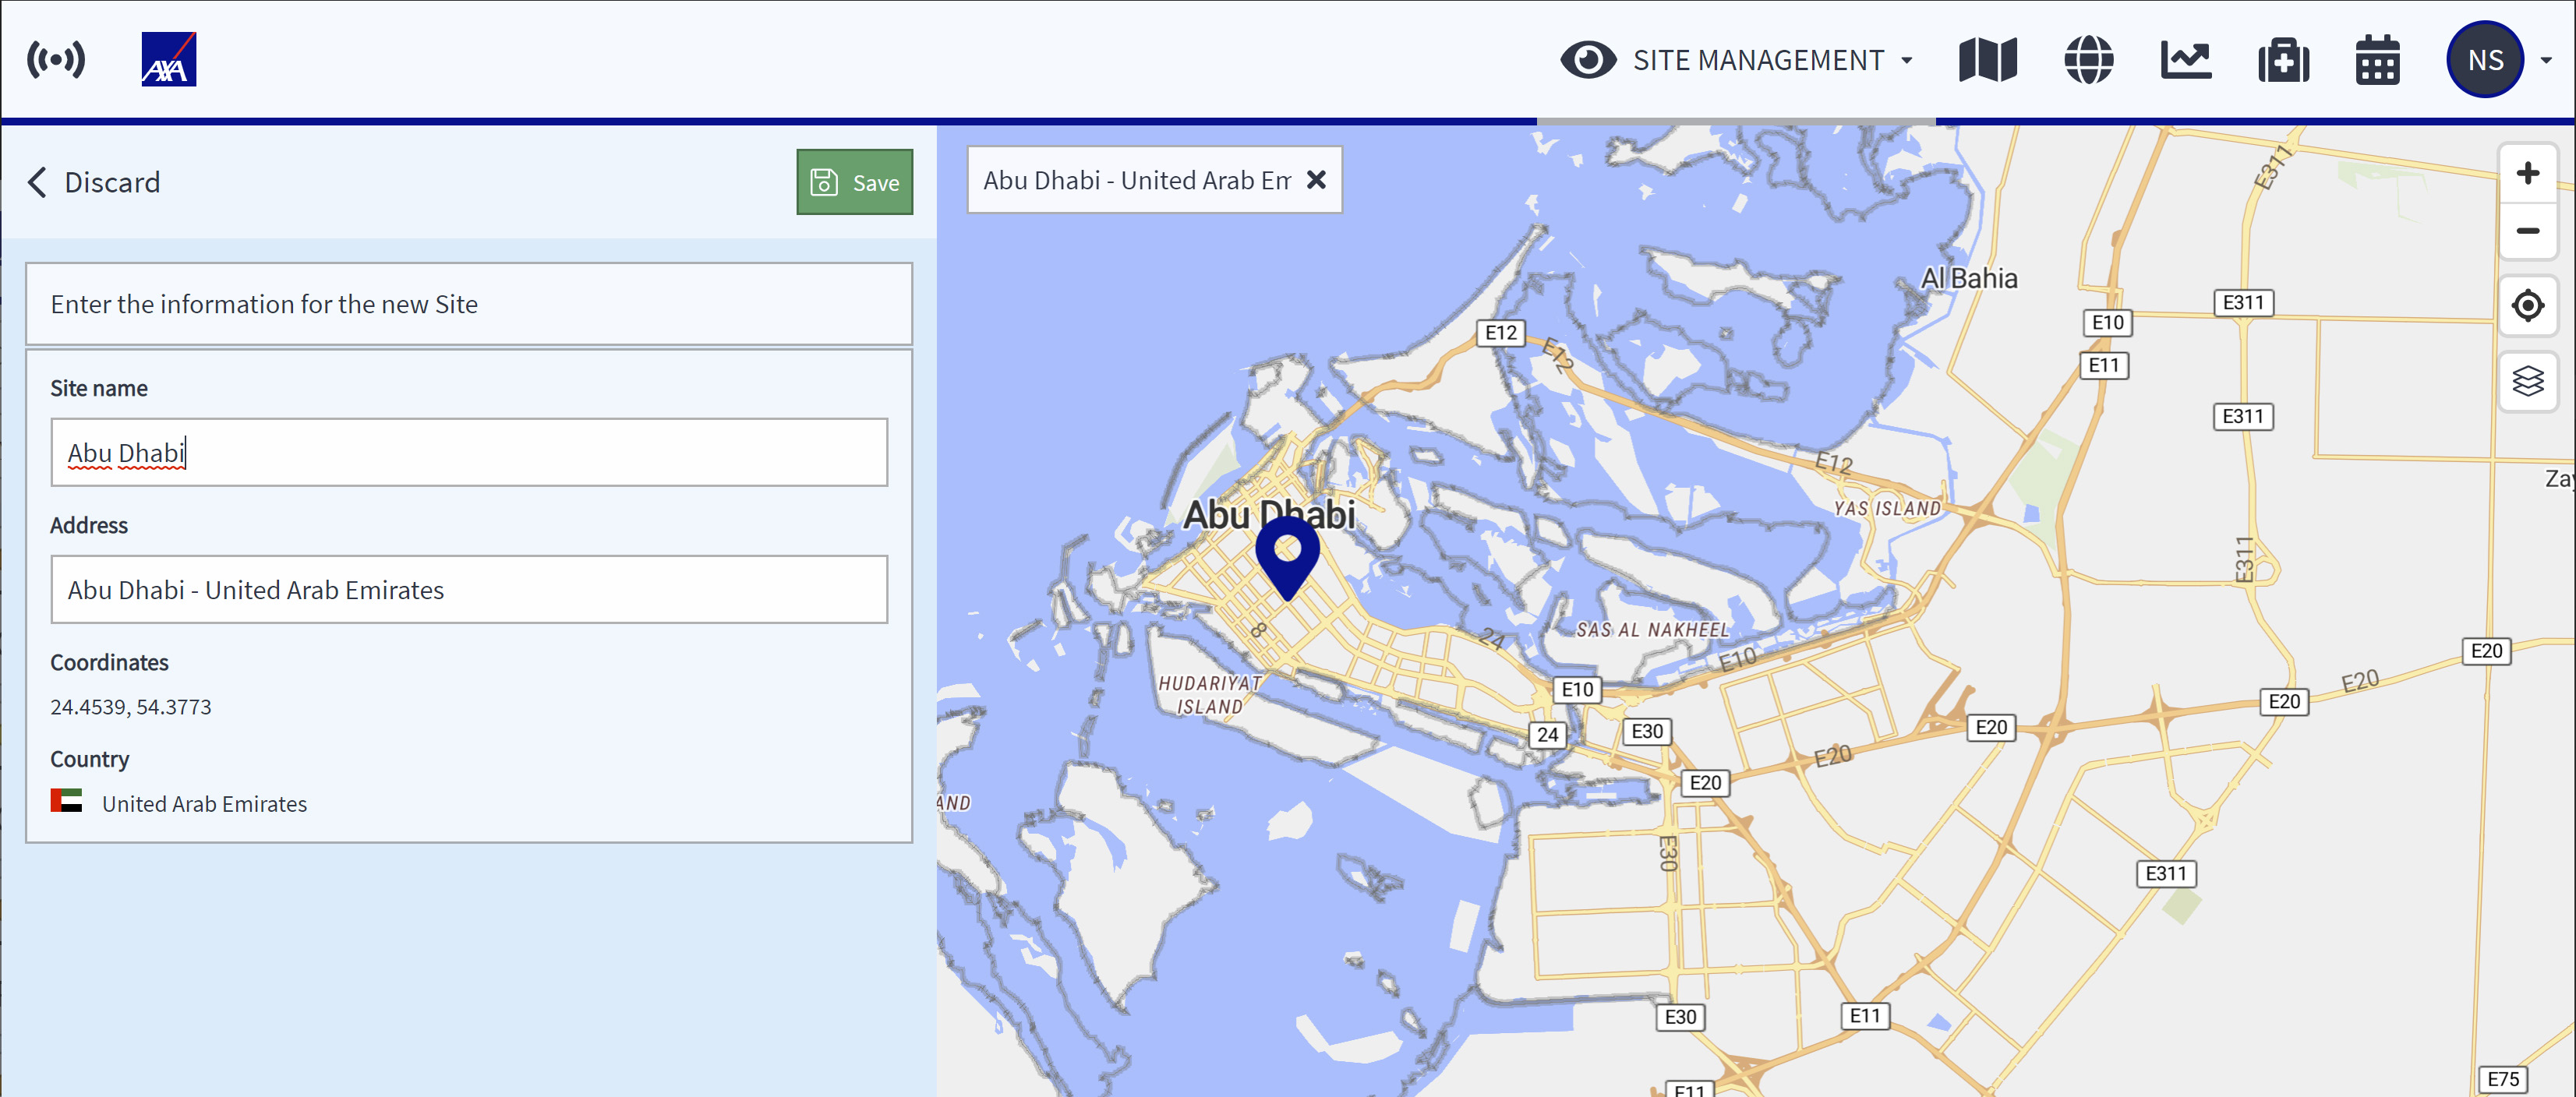 AXA
SITE MANAGEMENT
NS
Discard
Save
Enter the information for the new Site
Site name
Abu Dhabi
Address
Abu Dhabi - United Arab Emirates
Coordinates
24.4539, 54.3773
Country
United Arab Emirates
Abu Dhabi - United Arab Em
E311
Al Bahia
E311
E10
E12
E12
E11
E311
E12
Zay
YAS ISLAND
Abu Dhabi
E311
8
24
SAS AL NAKHEEL
E10
E20
HUDARIYAT
ISLAND
E10
E20
E20
24
E30
E20
E20
E20
AND
E30
E311
E30
E11
E75
E11